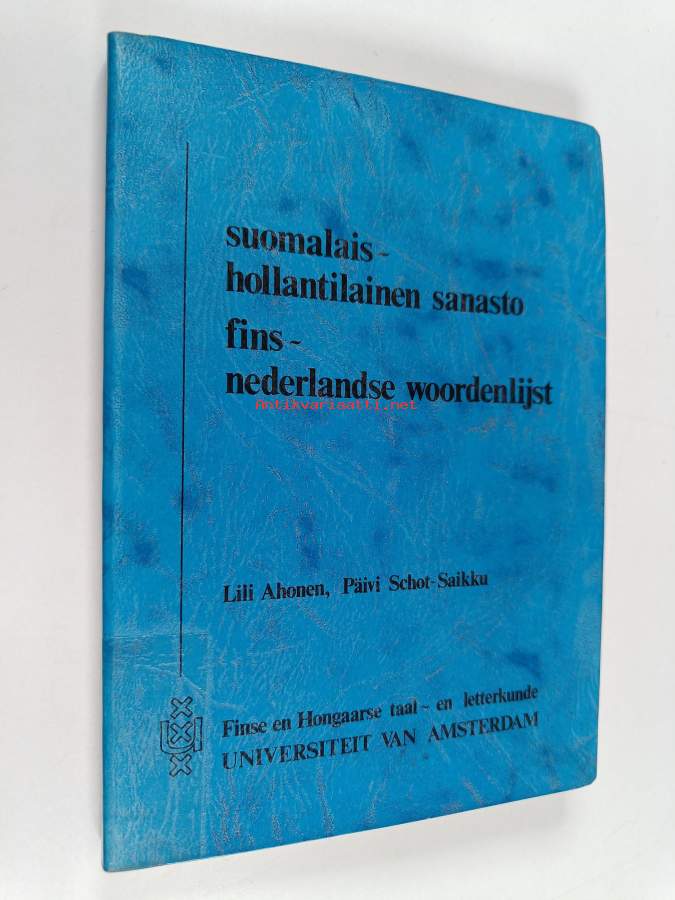 suomalais~
hollantilainen sanasto
fins~
nederlandse woordenlijst
Antikvariaatti.net
Lili Ahonen, Päivi Schot-Saikku
Finse en Hongaarse taal~ en letterkunde
UNIVERSITEIT VAN AMSTERDAM